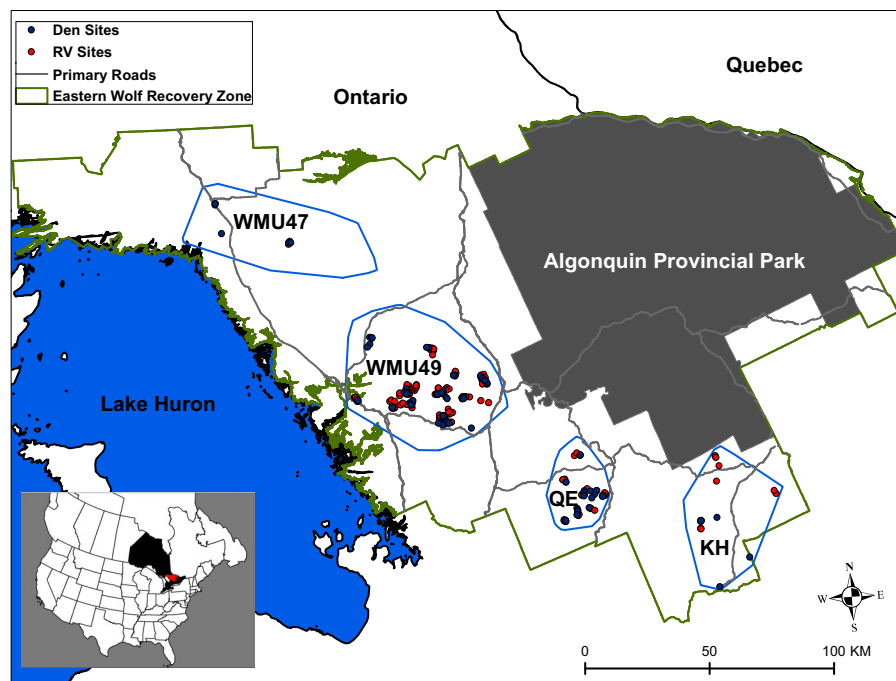 Den Sites
RV Sites
Primary Roads
Eastern Wolf Recovery Zone
Ontario
Quebec
WMU47
Algonquin Provincial Park
WMU49
Lake Huron
QE
KH
N
W E
S
0 50 100 KM